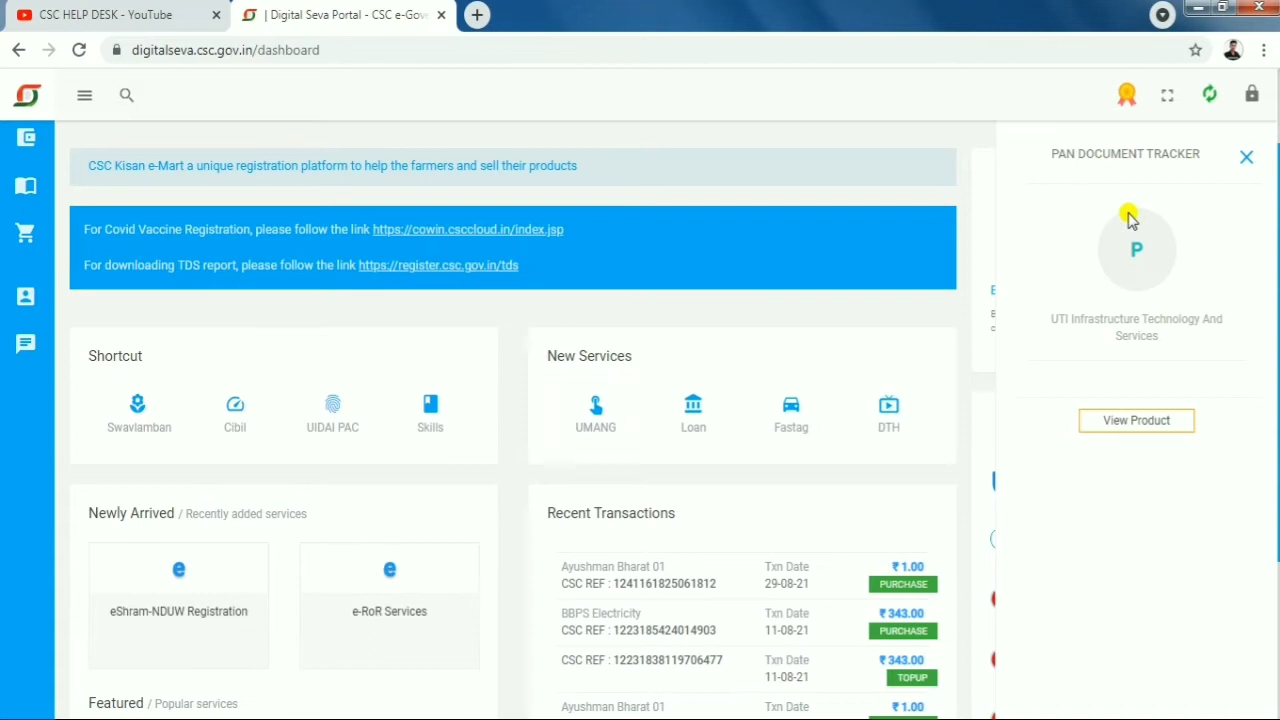 CSC HELP DESK - YouTube
| Digital Seva Portal - CSC e-Gov
digitalseva.csc.gov.in/dashboard
PAN DOCUMENT TRACKER
CSC Kisan e-Mart a unique registration platform to help the farmers and sell their products
For Covid Vaccine Registration, please follow the link https://cowin.csccloud.in/index.jsp
For downloading TDS report, please follow the link https://register.csc.gov.in/tds
P
UTI Infrastructure Technology And
Services
View Product
Shortcut
Swavlamban Cibil UIDAI PAC Skills
New Services
UMANG Loan Fastag DTH
Newly Arrived / Recently added services
e e
eShram-NDUW Registration e-RoR Services
Featured / Popular services
Recent Transactions
Ayushman Bharat 01 Txn Date ₹ 1.00
CSC REF : 1241161825061812 29-08-21 PURCHASE
BBPS Electricity Txn Date ₹ 343.00
CSC REF : 1223185424014903 11-08-21 PURCHASE
CSC REF : 12231838119706477 Txn Date ₹ 343.00
11-08-21 TOPUP
Ayushman Bharat 01 Txn Date ₹ 1.00